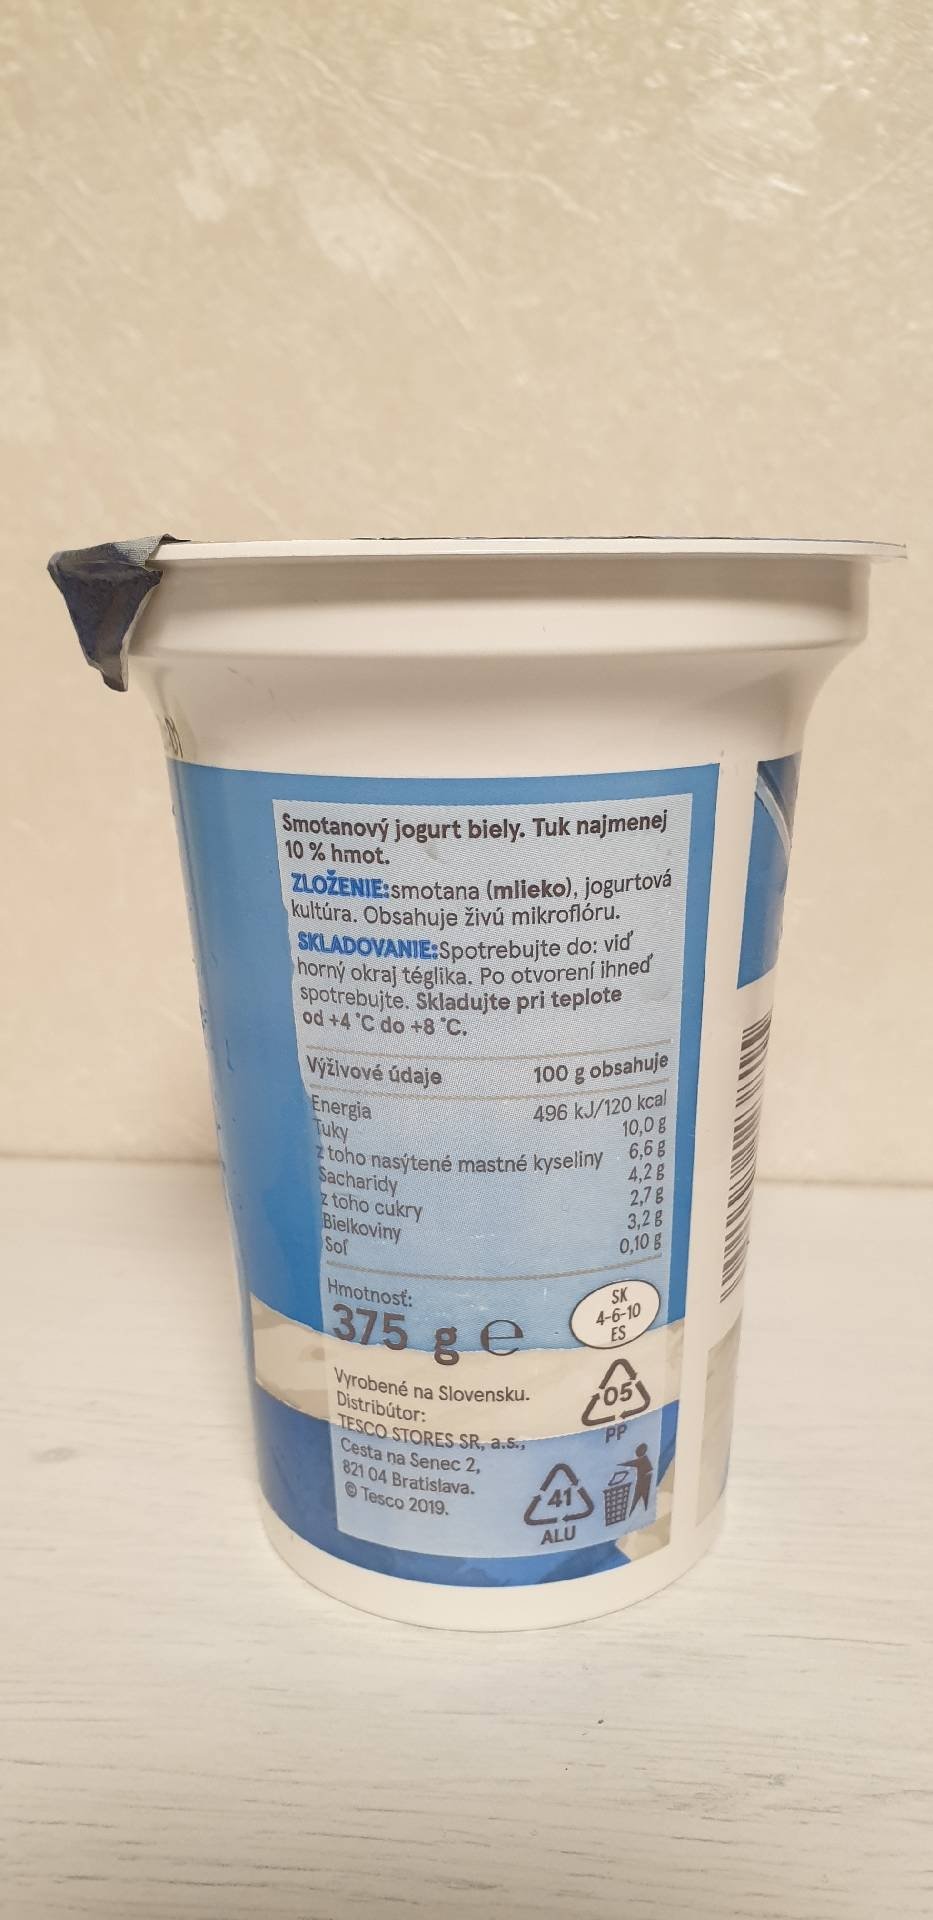 Smotanový jogurt biely. Tuk najmenej
10 % hmot.
ZLOŽENIE:smotana (mlieko), jogurtová
kultúra. Obsahuje živú mikroflóru.
SKLADOVANIE:Spotrebujte do: viď
horný okraj téglika. Po otvorení ihneď
spotrebujte. Skladujte pri teplote
od +4 °C do +8 °C.
Výživové údaje 100 g obsahuje
Energia 496 kJ/120 kcal
Tuky 10,0 g
z toho nasýtené mastné kyseliny 6,6 g
Sacharidy 4,2 g
z toho cukry 2,7 g
Bielkoviny 3,2 g
Soľ 0,10 g
Hmotnosť:
375 g e
SK
4-6-10
ES
Vyrobené na Slovensku.
Distribútor:
TESCO STORES SR, a.s.,
Cesta na Senec 2,
821 04 Bratislava.
© Tesco 2019.
05
PP
41
ALU